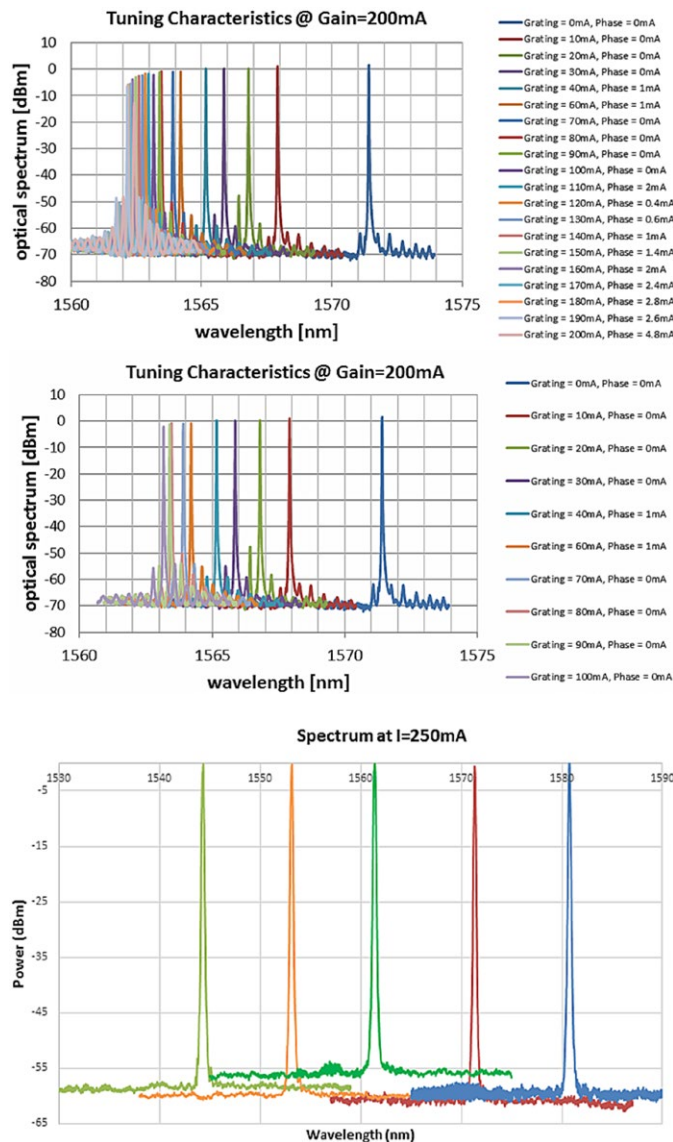 Tuning Characteristics @ Gain=200mA
optical spectrum [dBm]
10
0
-10
-20
-30
-40
-50
-60
-70
-80
1560 1565 1570 1575
wavelength [nm]
Grating = 0mA, Phase = 0mA
Grating = 10mA, Phase = 0mA
Grating = 20mA, Phase = 0mA
Grating = 30mA, Phase = 0mA
Grating = 40mA, Phase = 1mA
Grating = 60mA, Phase = 1mA
Grating = 70mA, Phase = 0mA
Grating = 80mA, Phase = 0mA
Grating = 90mA, Phase = 0mA
Grating = 100mA, Phase = 0mA
Grating = 110mA, Phase = 2mA
Grating = 120mA, Phase = 0.4mA
Grating = 130mA, Phase = 0.6mA
Grating = 140mA, Phase = 1mA
Grating = 150mA, Phase = 1.4mA
Grating = 160mA, Phase = 2mA
Grating = 170mA, Phase = 2.4mA
Grating = 180mA, Phase = 2.8mA
Grating = 190mA, Phase = 2.6mA
Grating = 200mA, Phase = 4.8mA
Tuning Characteristics @ Gain=200mA
optical spectrum [dBm]
10
0
-10
-20
-30
-40
-50
-60
-70
-80
1560 1565 1570 1575
wavelength [nm]
Grating = 0mA, Phase = 0mA
Grating = 10mA, Phase = 0mA
Grating = 20mA, Phase = 0mA
Grating = 30mA, Phase = 0mA
Grating = 40mA, Phase = 1mA
Grating = 60mA, Phase = 1mA
Grating = 70mA, Phase = 0mA
Grating = 80mA, Phase = 0mA
Grating = 90mA, Phase = 0mA
Grating = 100mA, Phase = 0mA
Spectrum at I=250mA
1530 1540 1550 1560 1570 1580 1590
Power (dBm)
-5
-15
-25
-35
-45
-55
-65
Wavelength (nm)